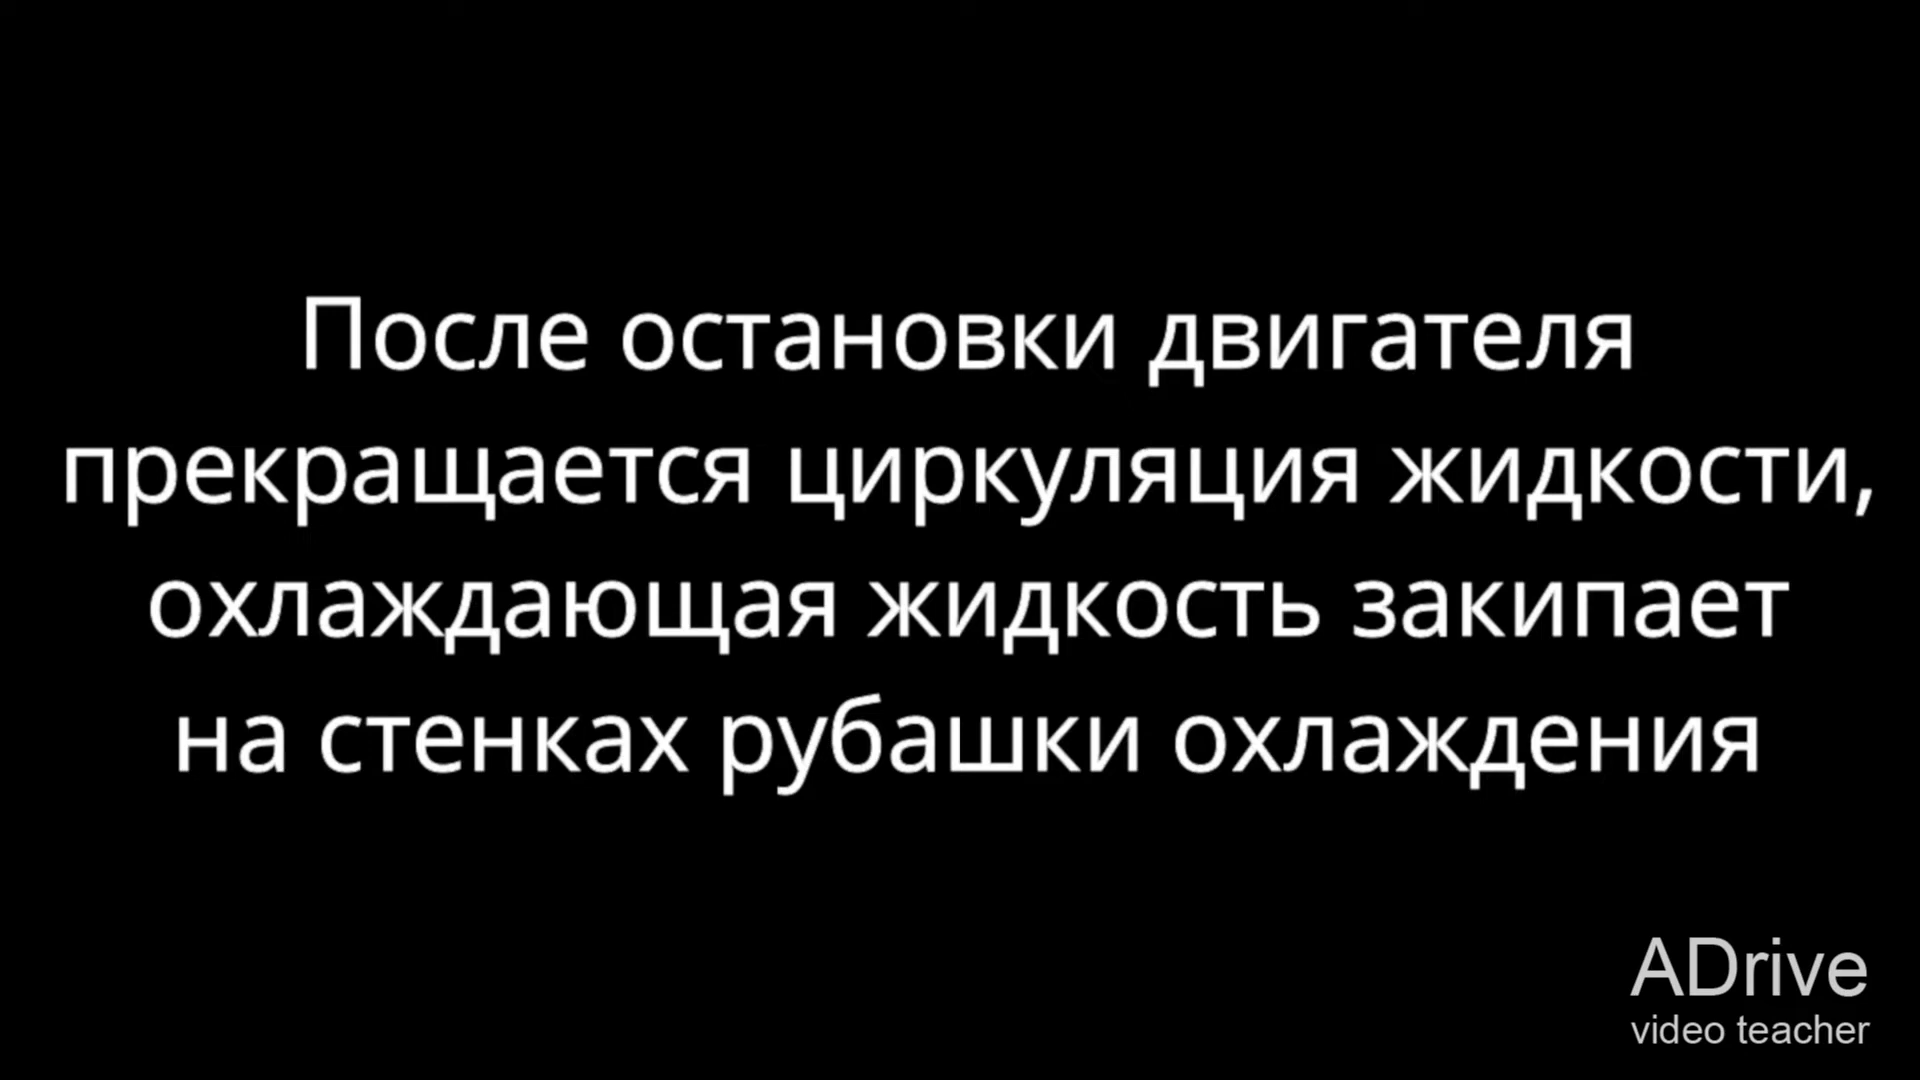 После остановки двигателя
прекращается циркуляция жидкости,
охлаждающая жидкость закипает
на стенках рубашки охлаждения
ADrive
video teacher